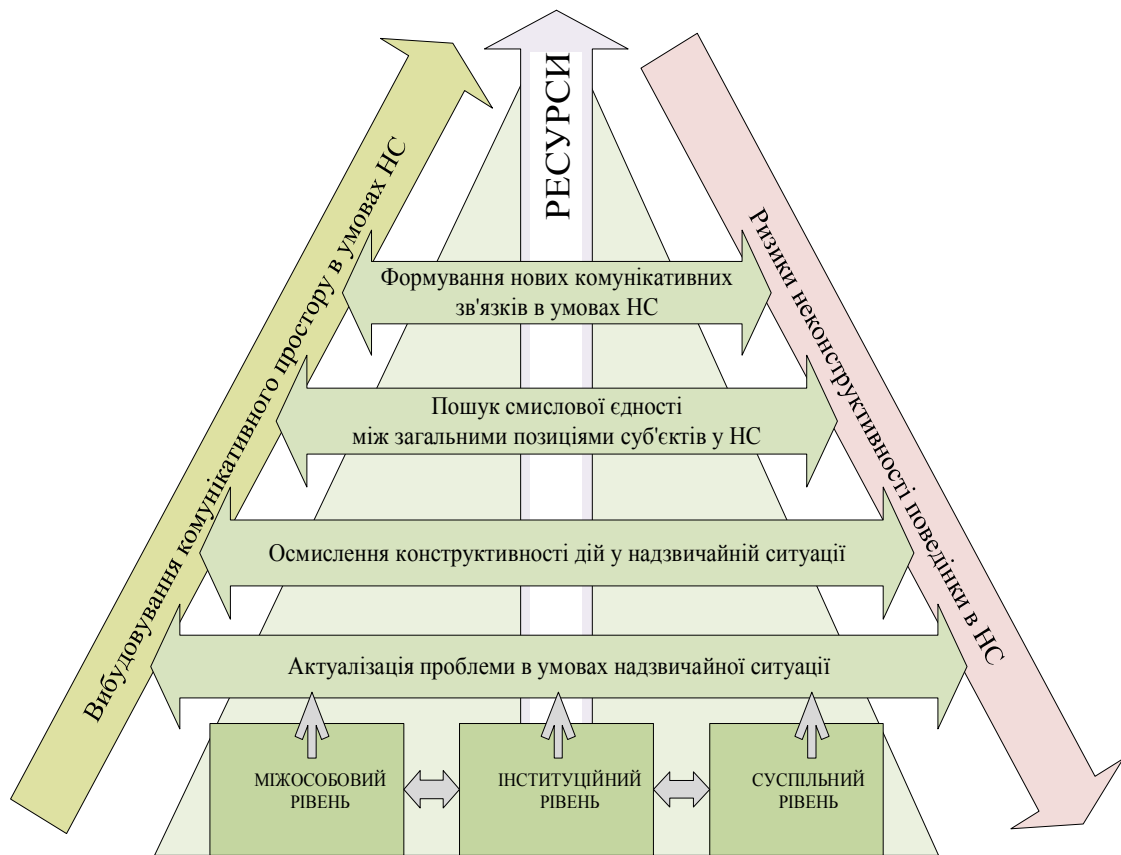 РЕСУРСИ
Вибудовування комунікативного простору в умовах НС
Ризики неконструктивності поведінки в НС
Формування нових комунікативних
зв'язків в умовах НС
Пошук смислової єдності
між загальними позиціями суб'єктів у НС
Осмислення конструктивності дій у надзвичайній ситуації
Актуалізація проблеми в умовах надзвичайної ситуації
МІЖОСОБОВИЙ
РІВЕНЬ
ІНСТИТУЦІЙНИЙ
РІВЕНЬ
СУСПІЛЬНИЙ
РІВЕНЬ